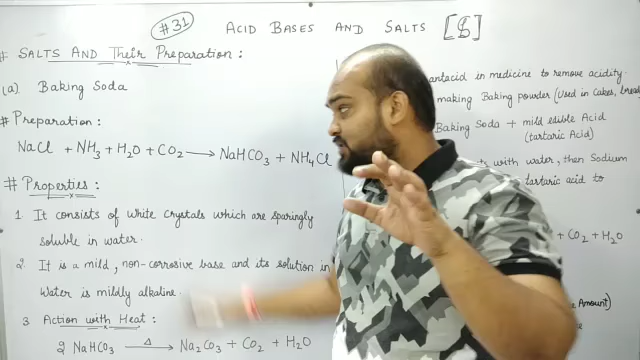 #31 ACID BASES AND SALTS [8]
# SALTS AND Their Preparation :
(a). Baking Soda
# Preparation :
NaCl + NH₃ + H₂O + CO₂ ⟶ NaHCO₃ + NH₄Cl
# Properties :
1. It consists of white crystals which are sparingly
soluble in water.
2. It is a mild, non-corrosive base and its solution in
Water is mildly alkaline.
3 Action with Heat :
2 NaHCO₃ —Δ→ Na₂CO₃ + CO₂ + H₂O
antacid in medicine to remove acidity.
making Baking powder (Used in Cakes, bread
Baking Soda + mild edible Acid
(tartaric Acid)
with water, then Sodium
tartaric acid to
+ CO₂ + H₂O
Amount)